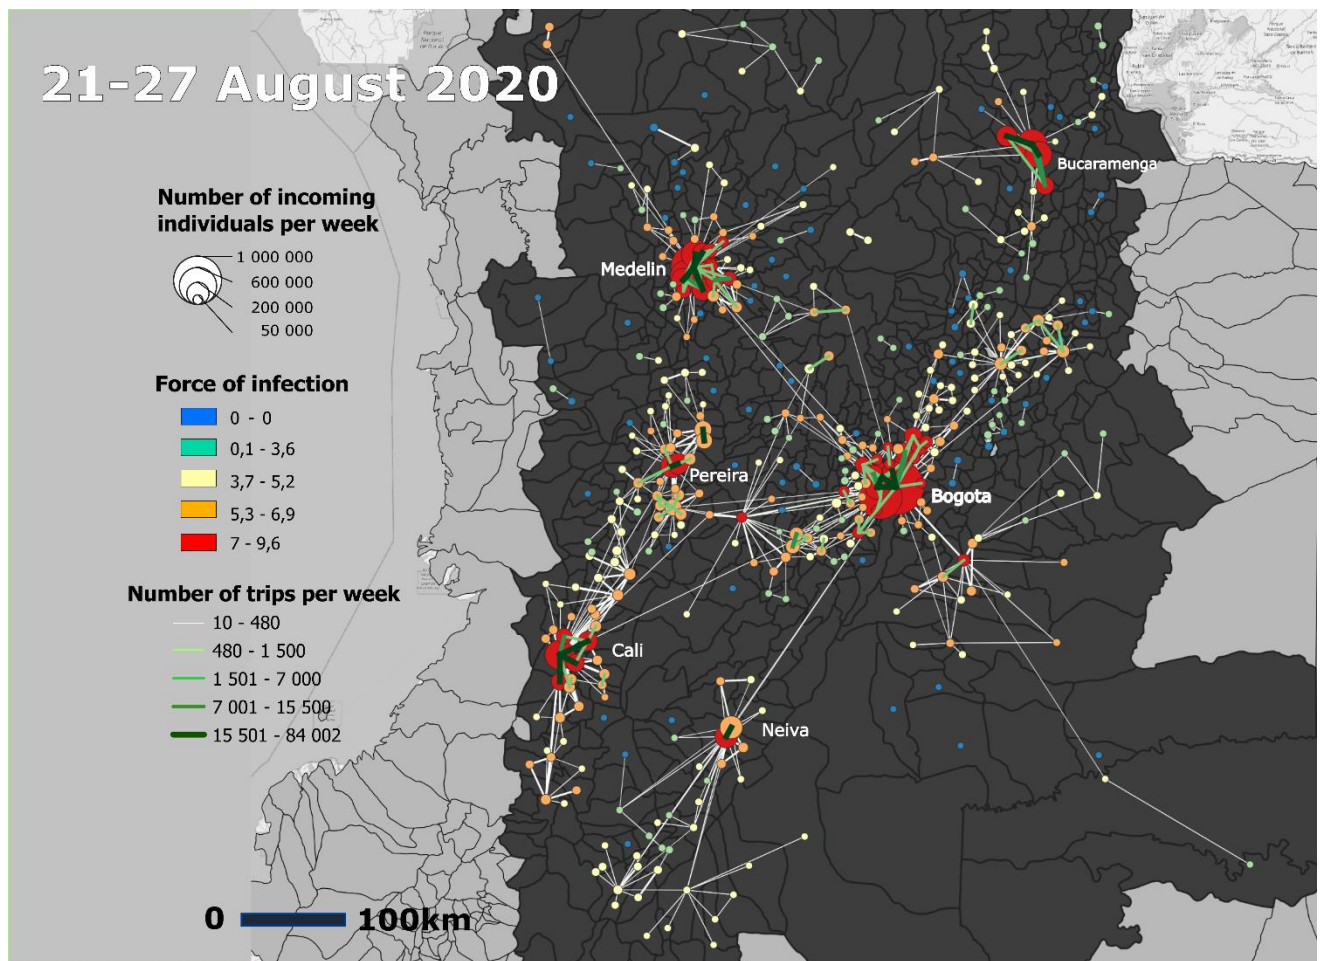 21-27 August 2020
Number of incoming
individuals per week
1 000 000
600 000
200 000
50 000
Force of infection
0 - 0
0,1 - 3,6
3,7 - 5,2
5,3 - 6,9
7 - 9,6
Number of trips per week
10 - 480
480 - 1 500
1 501 - 7 000
7 001 - 15 500
15 501 - 84 002
0
100km
Bucaramenga
Medelin
Pereira
Bogota
Cali
Neiva